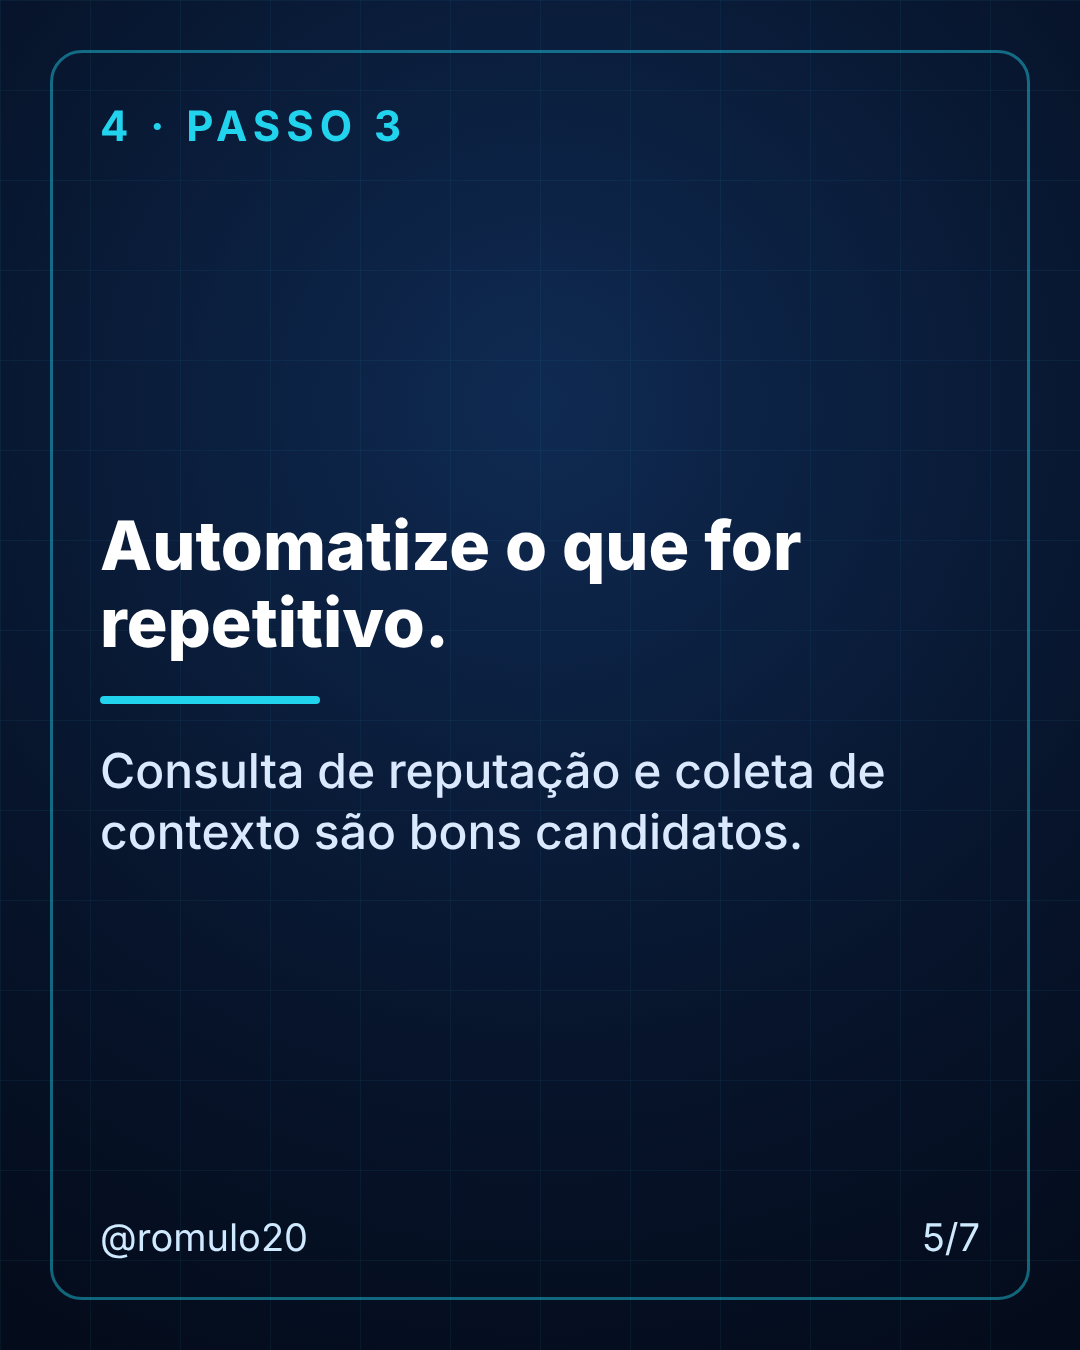 4 · PASSO 3
Automatize o que for
repetitivo.
Consulta de reputação e coleta de
contexto são bons candidatos.
@romulo20
5/7